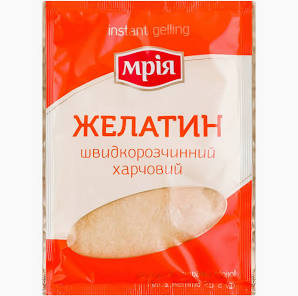 instant gelling
мрія
ЖЕЛАТИН
швидкорозчинний
харчовий